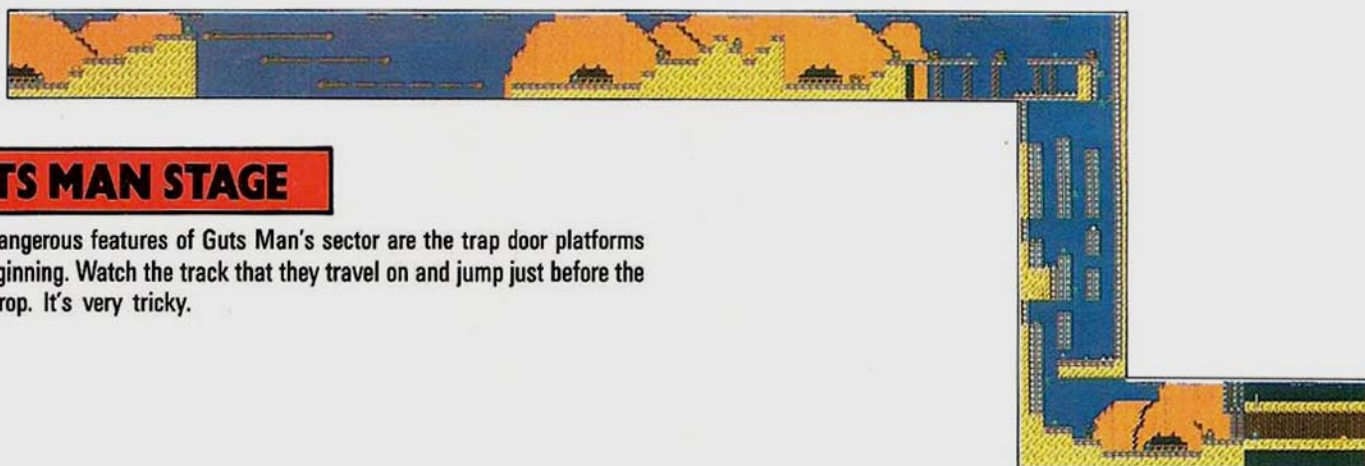 TS MAN STAGE
angerous features of Guts Man's sector are the trap door platforms
ginning. Watch the track that they travel on and jump just before the
rop. It's very tricky.